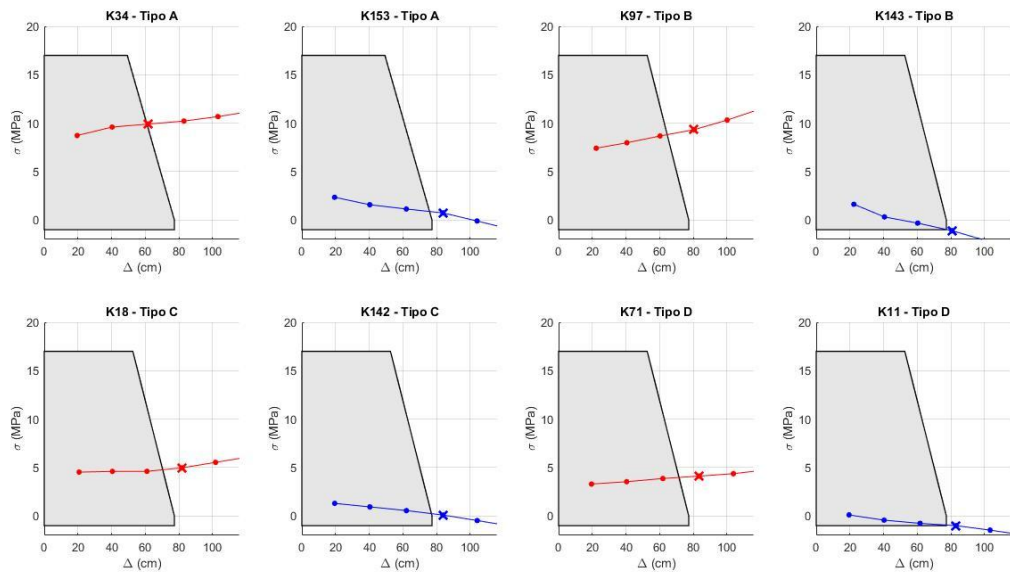 K34 - Tipo A
20
15
10
5
0
σ (MPa)
0 20 40 60 80 100
Δ (cm)
K153 - Tipo A
20
15
10
5
0
σ (MPa)
0 20 40 60 80 100
Δ (cm)
K97 - Tipo B
20
15
10
5
0
σ (MPa)
0 20 40 60 80 100
Δ (cm)
K143 - Tipo B
20
15
10
5
0
σ (MPa)
0 20 40 60 80 100
Δ (cm)
K18 - Tipo C
20
15
10
5
0
σ (MPa)
0 20 40 60 80 100
Δ (cm)
K142 - Tipo C
20
15
10
5
0
σ (MPa)
0 20 40 60 80 100
Δ (cm)
K71 - Tipo D
20
15
10
5
0
σ (MPa)
0 20 40 60 80 100
Δ (cm)
K11 - Tipo D
20
15
10
5
0
σ (MPa)
0 20 40 60 80 100
Δ (cm)